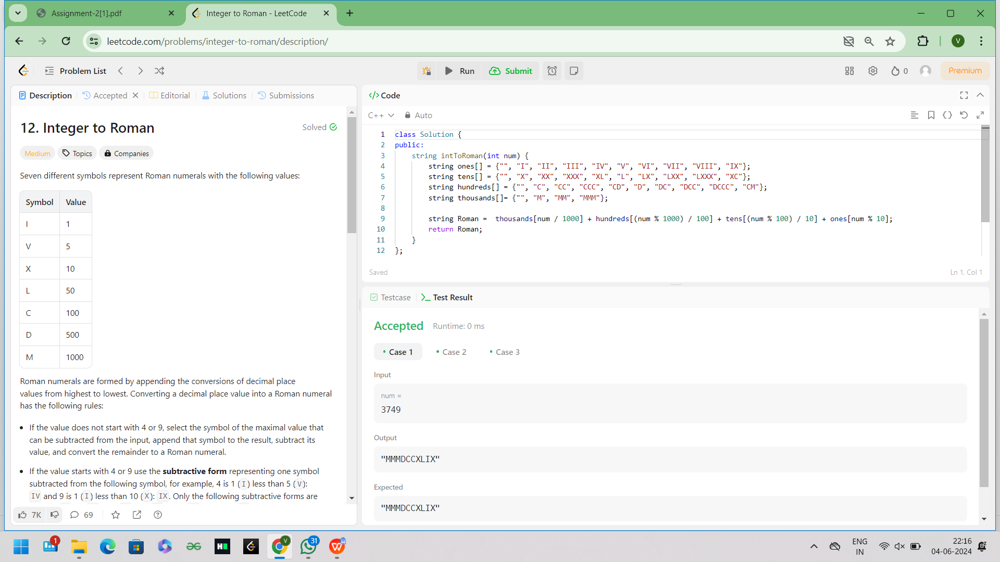 Assignment-2[1].pdf
Integer to Roman - LeetCode
leetcode.com/problems/integer-to-roman/description/
V
Problem List
Run
Submit
0
Premium
Description
Accepted
Editorial
Solutions
Submissions
12. Integer to Roman
Solved
Medium
Topics
Companies
Seven different symbols represent Roman numerals with the following values:
Symbol Value
I 1
V 5
X 10
L 50
C 100
D 500
M 1000
Roman numerals are formed by appending the conversions of decimal place
values from highest to lowest. Converting a decimal place value into a Roman numeral
has the following rules:
• If the value does not start with 4 or 9, select the symbol of the maximal value that
can be subtracted from the input, append that symbol to the result, subtract its
value, and convert the remainder to a Roman numeral.
• If the value starts with 4 or 9 use the subtractive form representing one symbol
subtracted from the following symbol, for example, 4 is 1 (I) less than 5 (V):
IV and 9 is 1 (I) less than 10 (X): IX. Only the following subtractive forms are
7K
69
</> Code
C++
Auto
1 class Solution {
2 public:
3     string intToRoman(int num) {
4         string ones[] = {"", "I", "II", "III", "IV", "V", "VI", "VII", "VIII", "IX"};
5         string tens[] = {"", "X", "XX", "XXX", "XL", "L", "LX", "LXX", "LXXX", "XC"};
6         string hundreds[] = {"", "C", "CC", "CCC", "CD", "D", "DC", "DCC", "DCCC", "CM"};
7         string thousands[]= {"", "M", "MM", "MMM"};
8
9         string Roman =  thousands[num / 1000] + hundreds[(num % 1000) / 100] + tens[(num % 100) / 10] + ones[num % 10];
10         return Roman;
11     }
12 };
Saved
Ln 1, Col 1
Testcase
Test Result
Accepted
Runtime: 0 ms
• Case 1
• Case 2
• Case 3
Input
num =
3749
Output
"MMMDCCXLIX"
Expected
"MMMDCCXLIX"
1
V
31
ENG
IN
22:16
04-06-2024